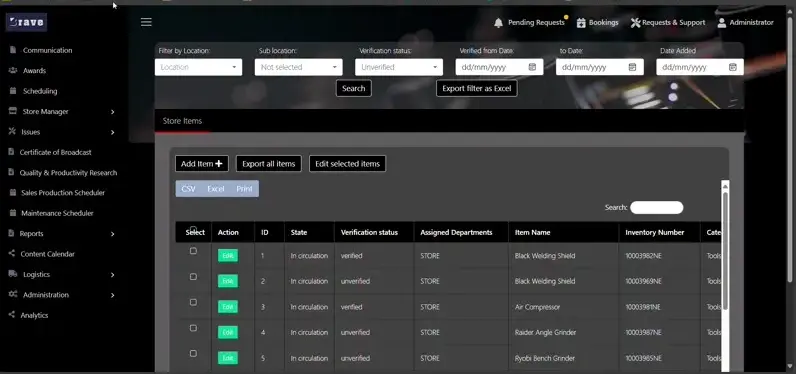 Brave
Pending Requests
Bookings
Requests & Support
Administrator
Communication
Awards
Scheduling
Store Manager
Issues
Certificate of Broadcast
Quality & Productivity Research
Sales Production Scheduler
Maintenance Scheduler
Reports
Content Calendar
Logistics
Administration
Analytics
Filter by Location: Sub location: Verification status: Verified from Date: to Date: Date Added
Location Not selected Unverified dd/mm/yyyy dd/mm/yyyy dd/mm/yyyy
Search Export filter as Excel
Store Items
Add Item Export all items Edit selected items
CSV Excel Print
Search:
Select Action ID State Verification status Assigned Departments Item Name Inventory Number Cate
Edit 1 In circulation verified STORE Black Welding Shield 10003982NE Tools
Edit 2 In circulation unverified STORE Black Welding Shield 10003969NE Tools
Edit 3 In circulation verified STORE Air Compressor 10003981NE Tools
Edit 4 In circulation unverified STORE Raider Angle Grinder 10003987NE Tools
Edit 5 In circulation unverified STORE Ryobi Bench Grinder 10003985NE Tools